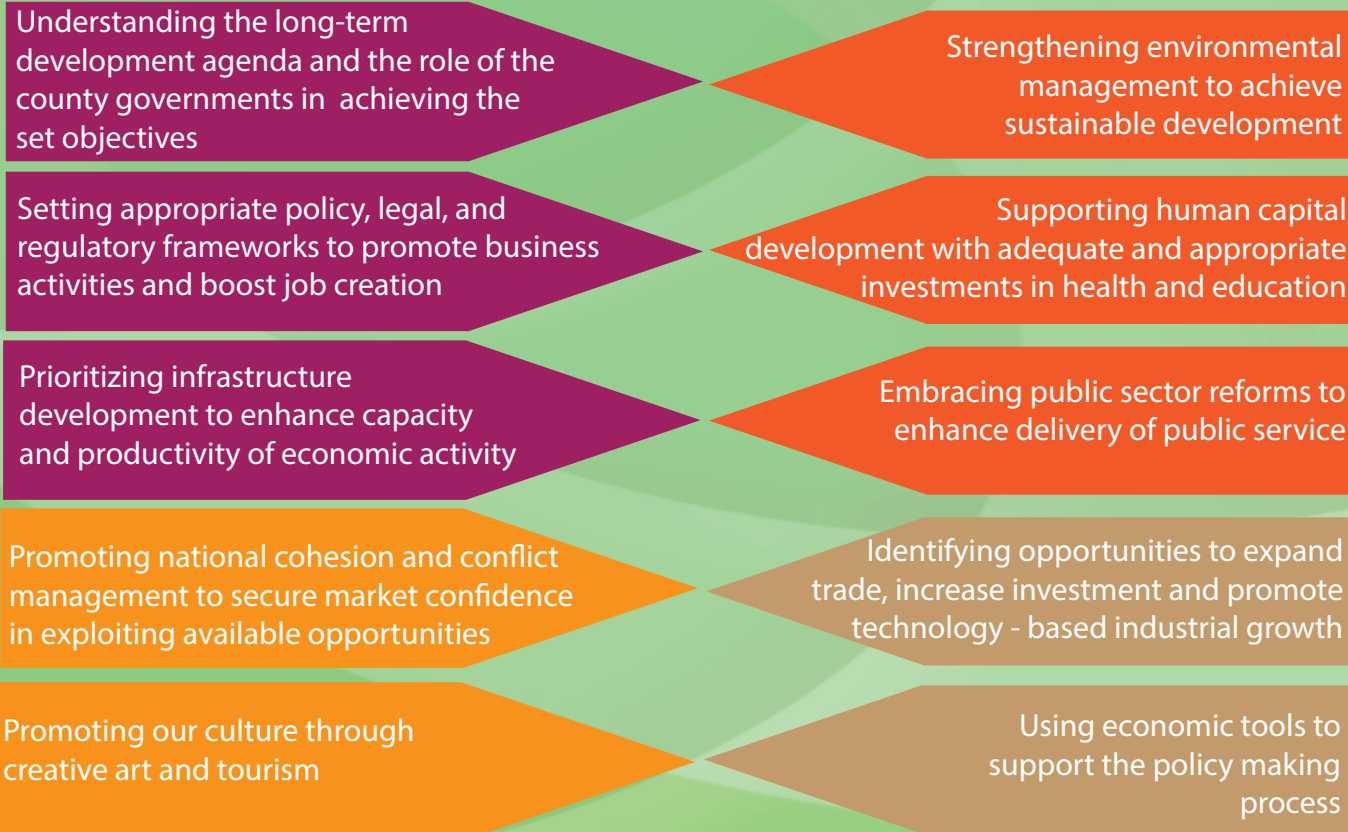 Understanding the long-term
development agenda and the role of the
county governments in achieving the
set objectives
Strengthening environmental
management to achieve
sustainable development
Setting appropriate policy, legal, and
regulatory frameworks to promote business
activities and boost job creation
Supporting human capital
development with adequate and appropriate
investments in health and education
Prioritizing infrastructure
development to enhance capacity
and productivity of economic activity
Embracing public sector reforms to
enhance delivery of public service
Promoting national cohesion and conflict
management to secure market confidence
in exploiting available opportunities
Identifying opportunities to expand
trade, increase investment and promote
technology - based industrial growth
Promoting our culture through
creative art and tourism
Using economic tools to
support the policy making
process